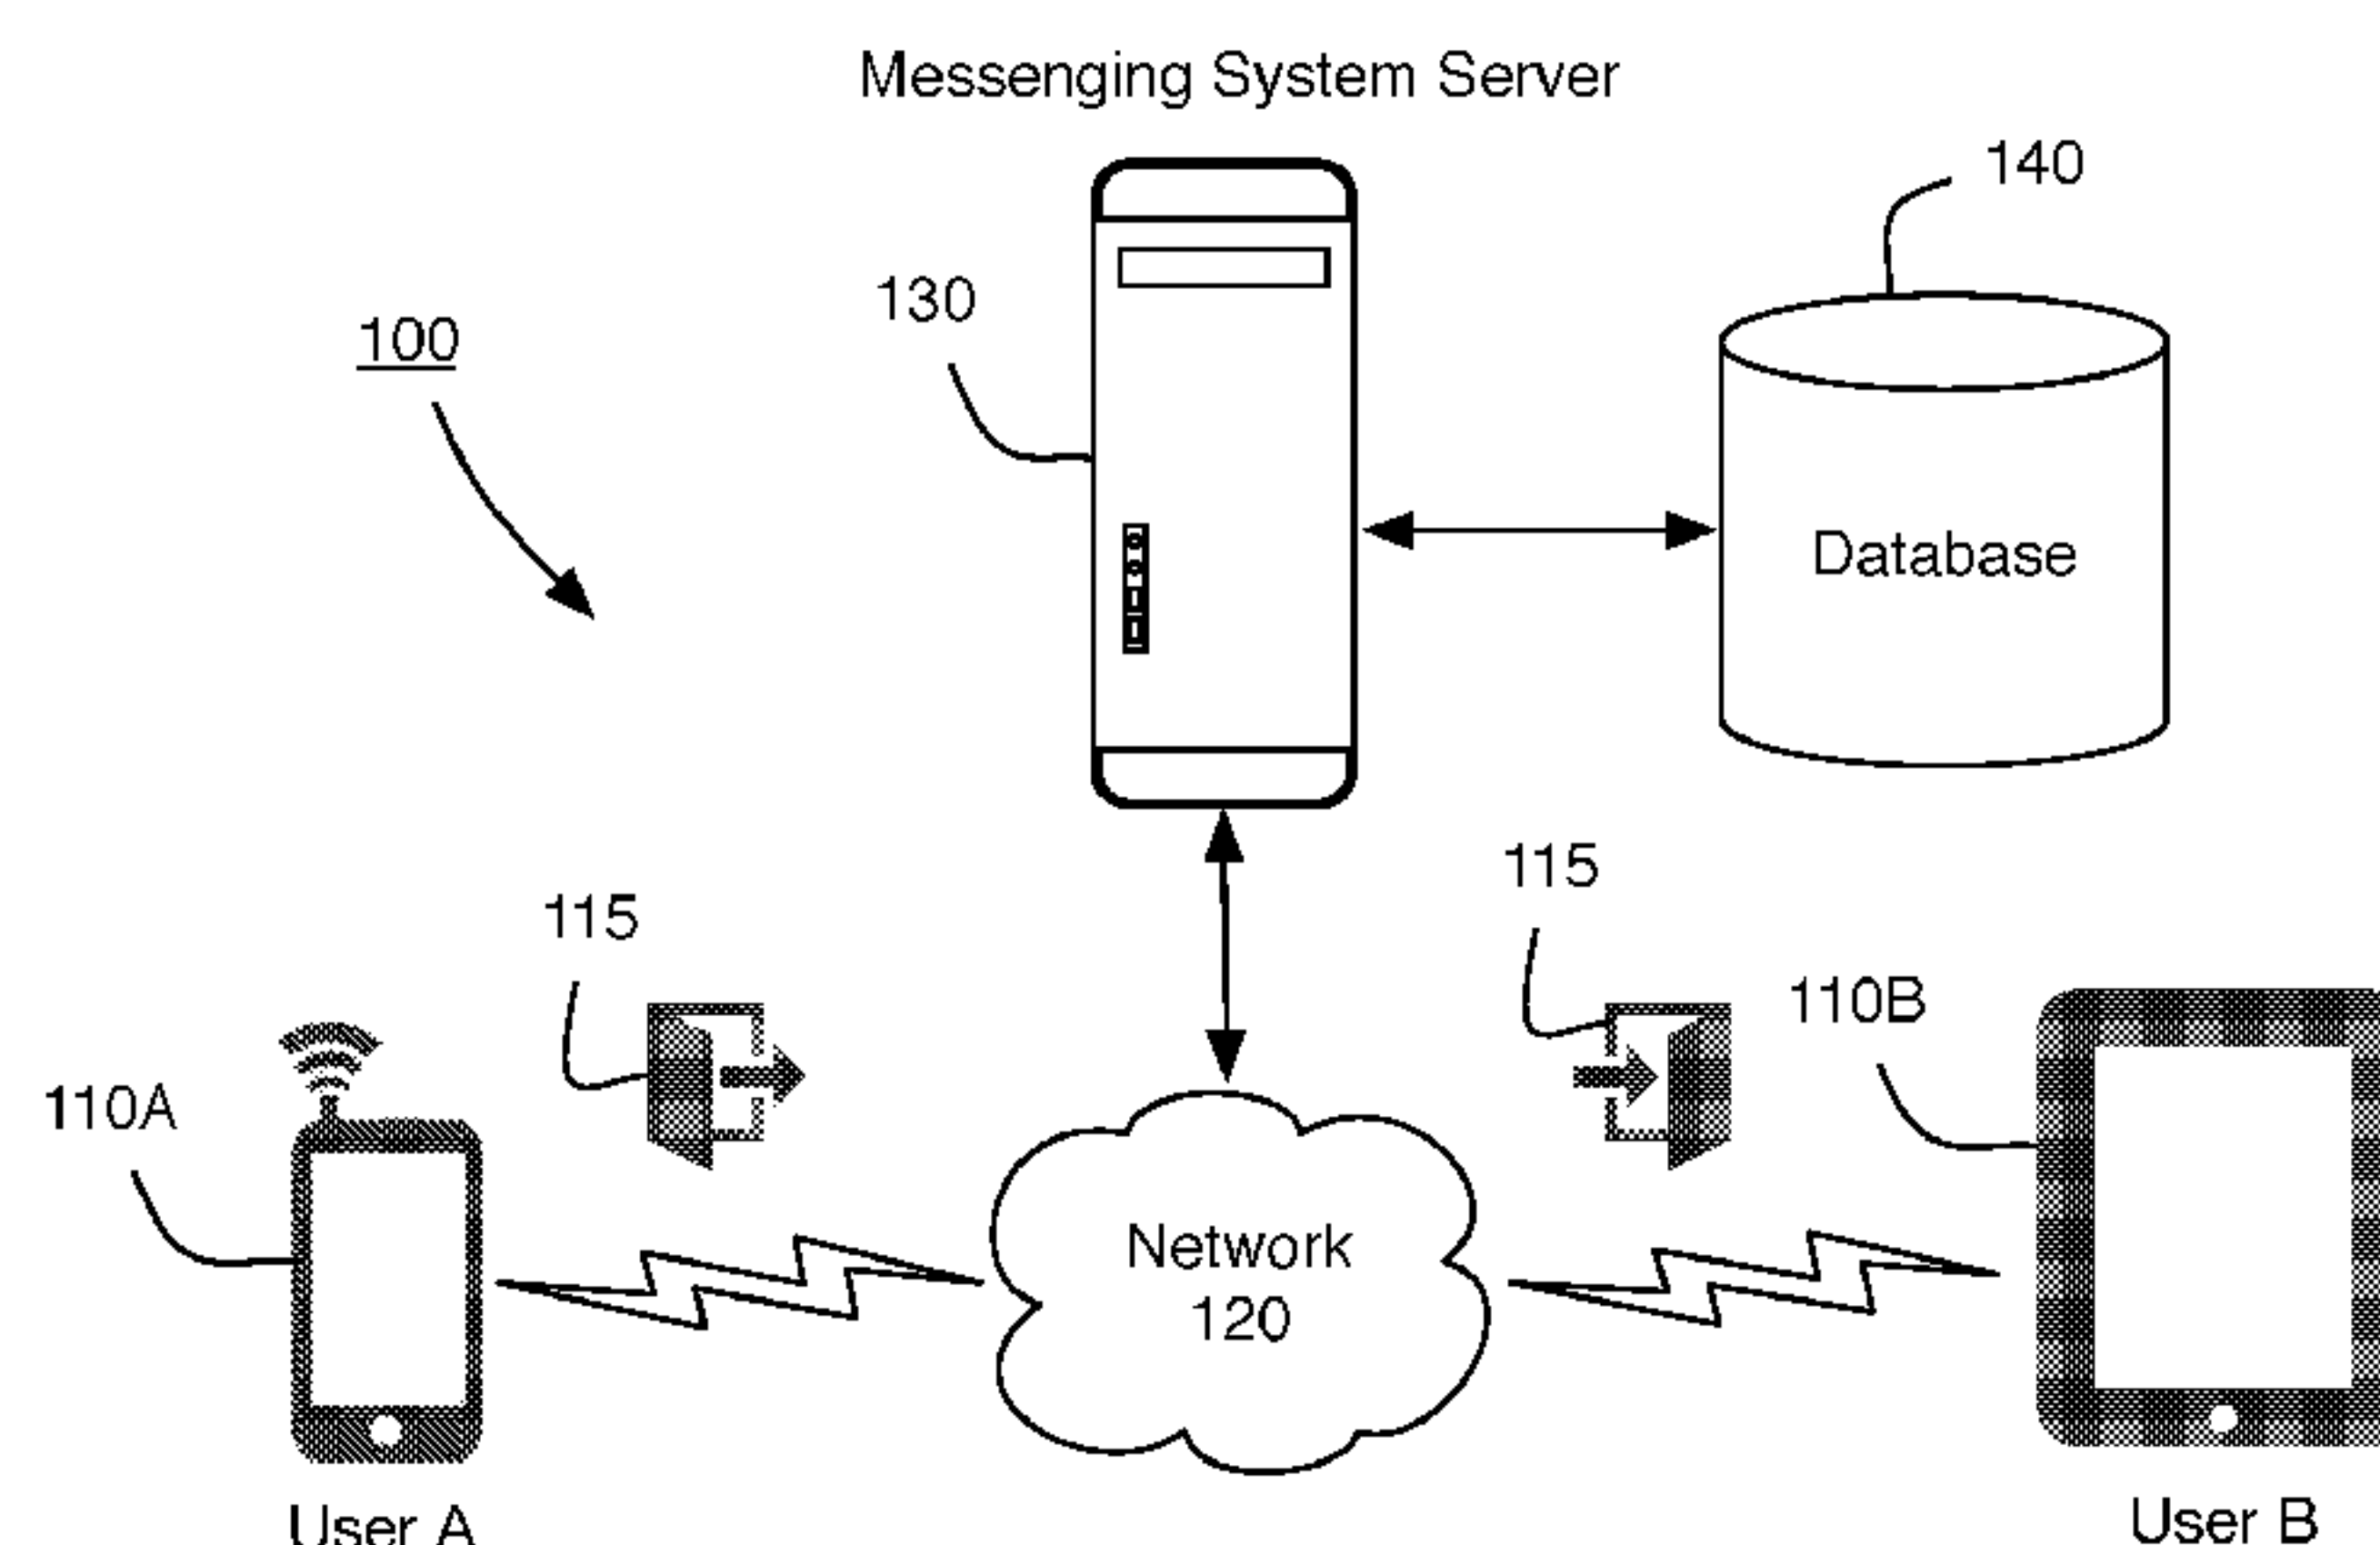 Messenging System Server
140
130
100
Database
115
115
110B
110A
Network
120
User A
User B